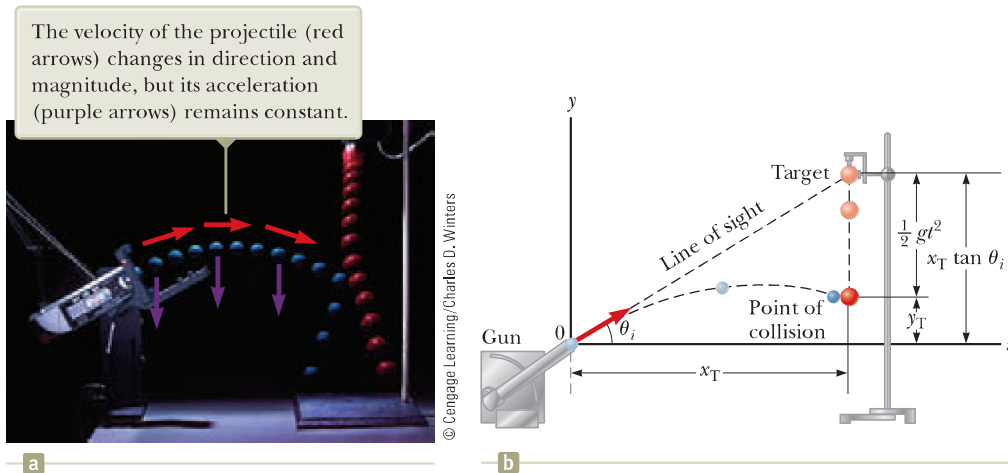 The velocity of the projectile (red
arrows) changes in direction and
magnitude, but its acceleration
(purple arrows) remains constant.
© Cengage Learning/Charles D. Winters
a
y
Target
Line of sight
1/2 gt²
x_T tan θ_i
Point of
collision
y_T
0
θ_i
Gun
x_T
b